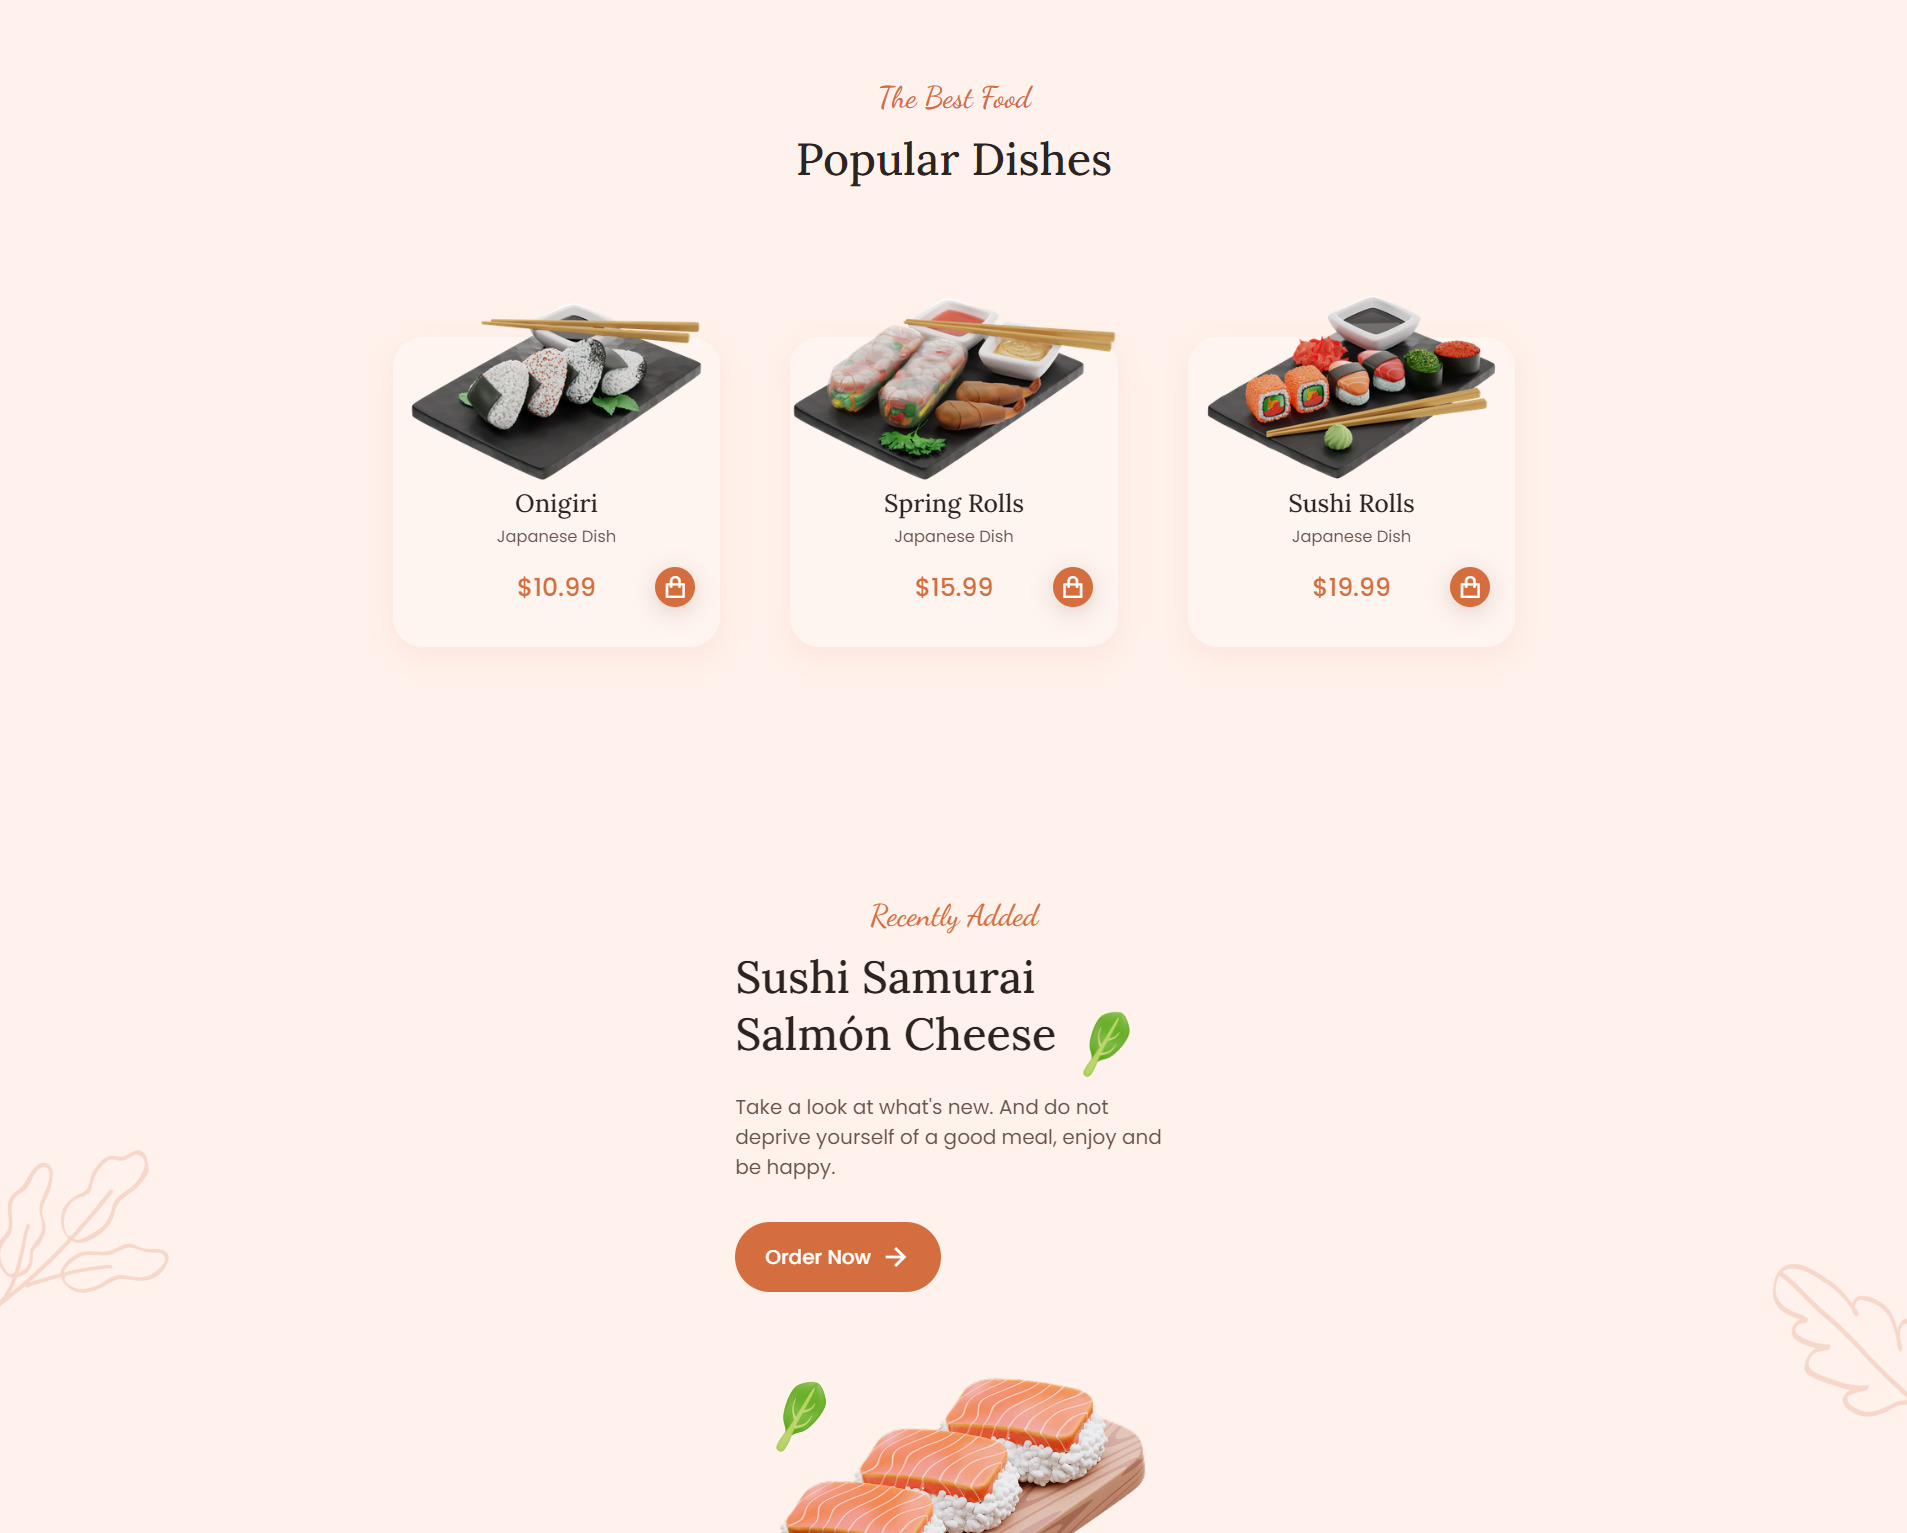 The Best Food
Popular Dishes
Onigiri
Japanese Dish
$10.99
Spring Rolls
Japanese Dish
$15.99
Sushi Rolls
Japanese Dish
$19.99
Recently Added
Sushi Samurai
Salmón Cheese
Take a look at what's new. And do not
deprive yourself of a good meal, enjoy and
be happy.
Order Now